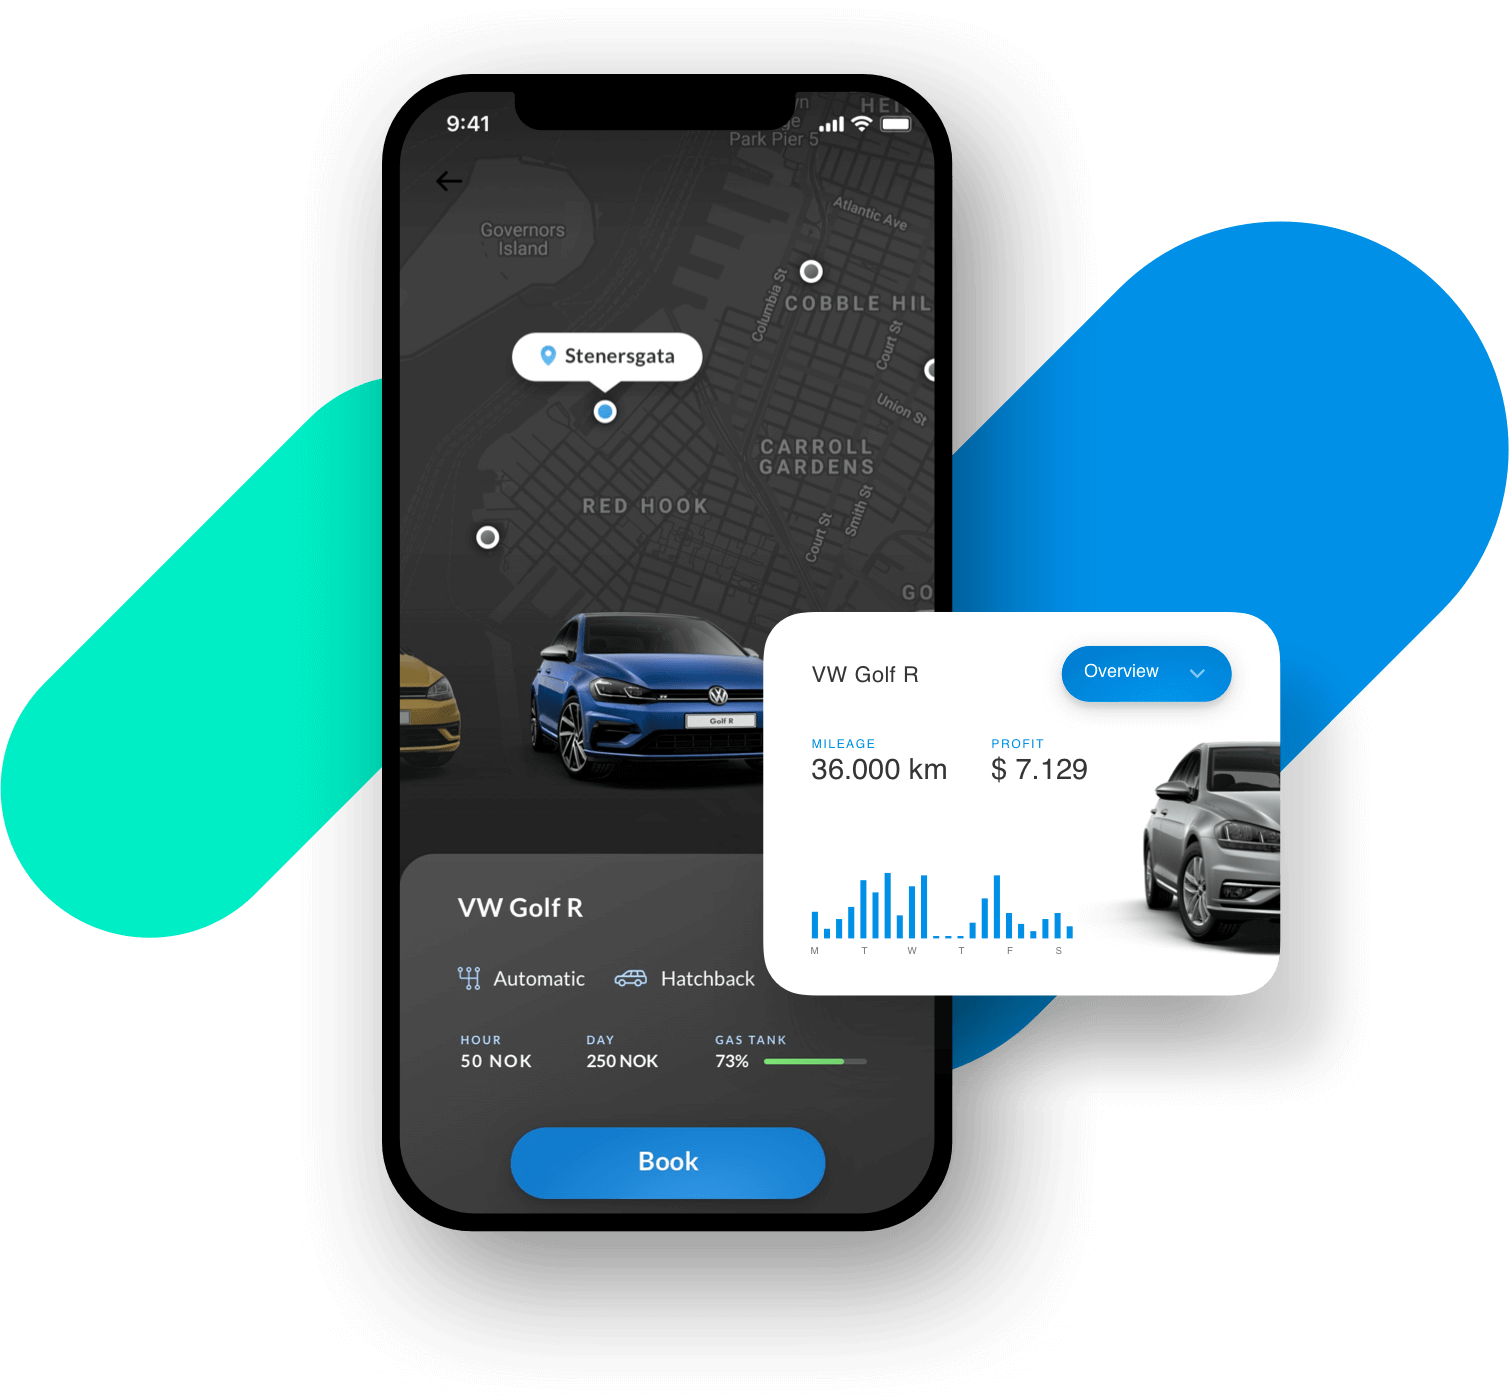 9:41
Park Pier 5
Governors
Island
Atlantic Ave
Columbia St
COBBLE HIL
Court St
Stenersgata
Union St
CARROLL
GARDENS
RED HOOK
Smith St
Court St
GO
Golf R
VW Golf R
Overview
MILEAGE
PROFIT
36.000 km
$ 7.129
M T W T F S
VW Golf R
Automatic
Hatchback
HOUR
DAY
GAS TANK
50 NOK
250 NOK
73%
Book